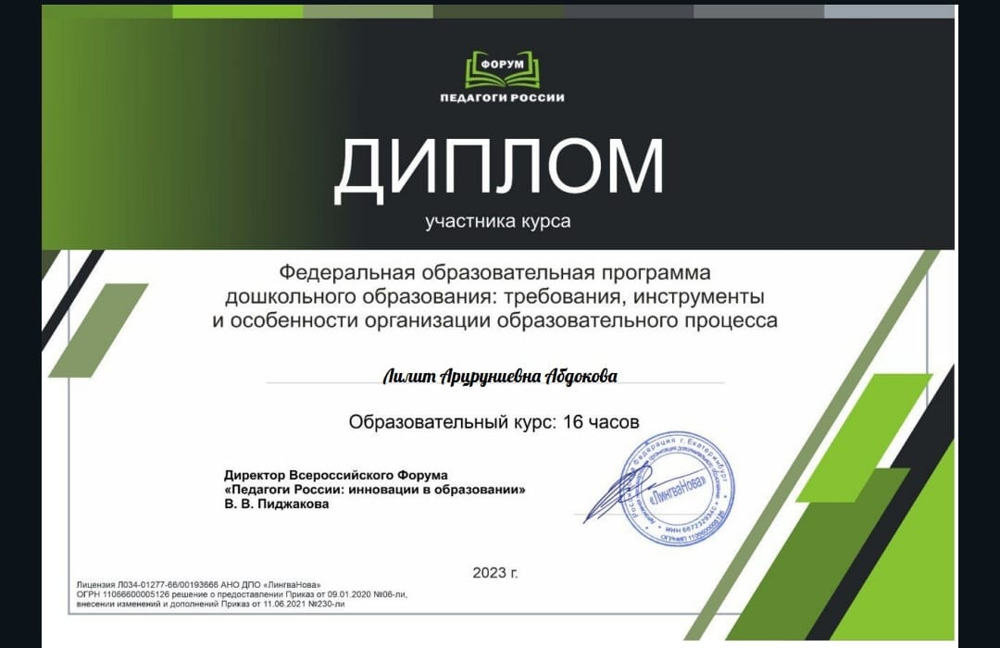 ФОРУМ
ПЕДАГОГИ РОССИИ
ДИПЛОМ
участника курса
Федеральная образовательная программа
дошкольного образования: требования, инструменты
и особенности организации образовательного процесса
Лилит Арцруниевна Абдокова
Образовательный курс: 16 часов
Директор Всероссийского Форума
«Педагоги России: инновации в образовании»
В. В. Пиджакова
«ЛингваНова»
2023 г.
Лицензия Л034-01277-66/00193666 АНО ДПО «ЛингваНова»
ОГРН 11066600005126 решение о предоставлении Приказ от 09.01.2020 №06-ли,
внесении изменений и дополнений Приказ от 11.06.2021 №230-ли